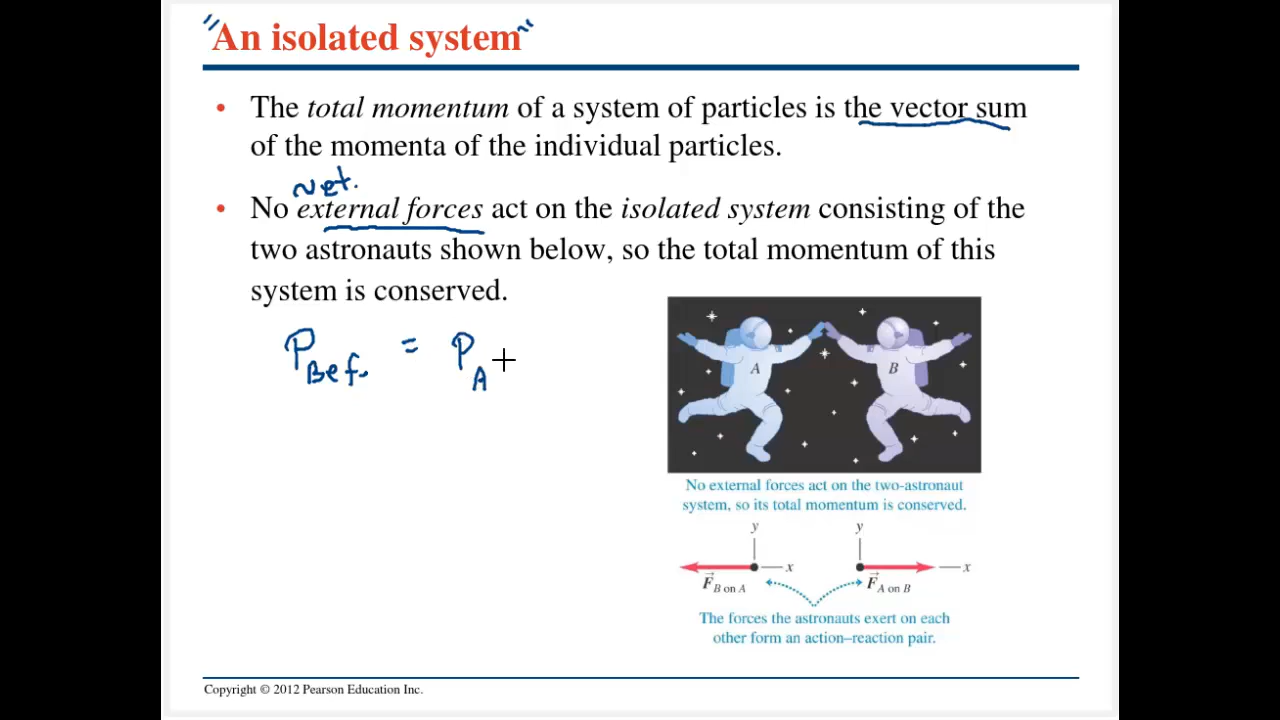 "An isolated system"
• The total momentum of a system of particles is the vector sum
of the momenta of the individual particles.
Net.
• No external forces act on the isolated system consisting of the
two astronauts shown below, so the total momentum of this
system is conserved.
P Bef. = P A
A
B
No external forces act on the two-astronaut
system, so its total momentum is conserved.
y
y
x
x
F B on A
F A on B
The forces the astronauts exert on each
other form an action–reaction pair.
Copyright © 2012 Pearson Education Inc.